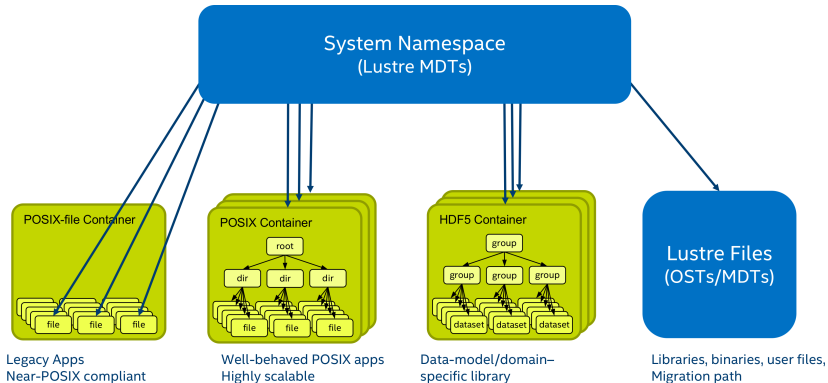 System Namespace
(Lustre MDTs)
POSIX-file Container
file
file
file
POSIX Container
root
dir
dir
dir
file
file
file
HDF5 Container
group
group
group
group
dataset
dataset
dataset
Lustre Files
(OSTs/MDTs)
Legacy Apps
Near-POSIX compliant
Well-behaved POSIX apps
Highly scalable
Data-model/domain–
specific library
Libraries, binaries, user files,
Migration path